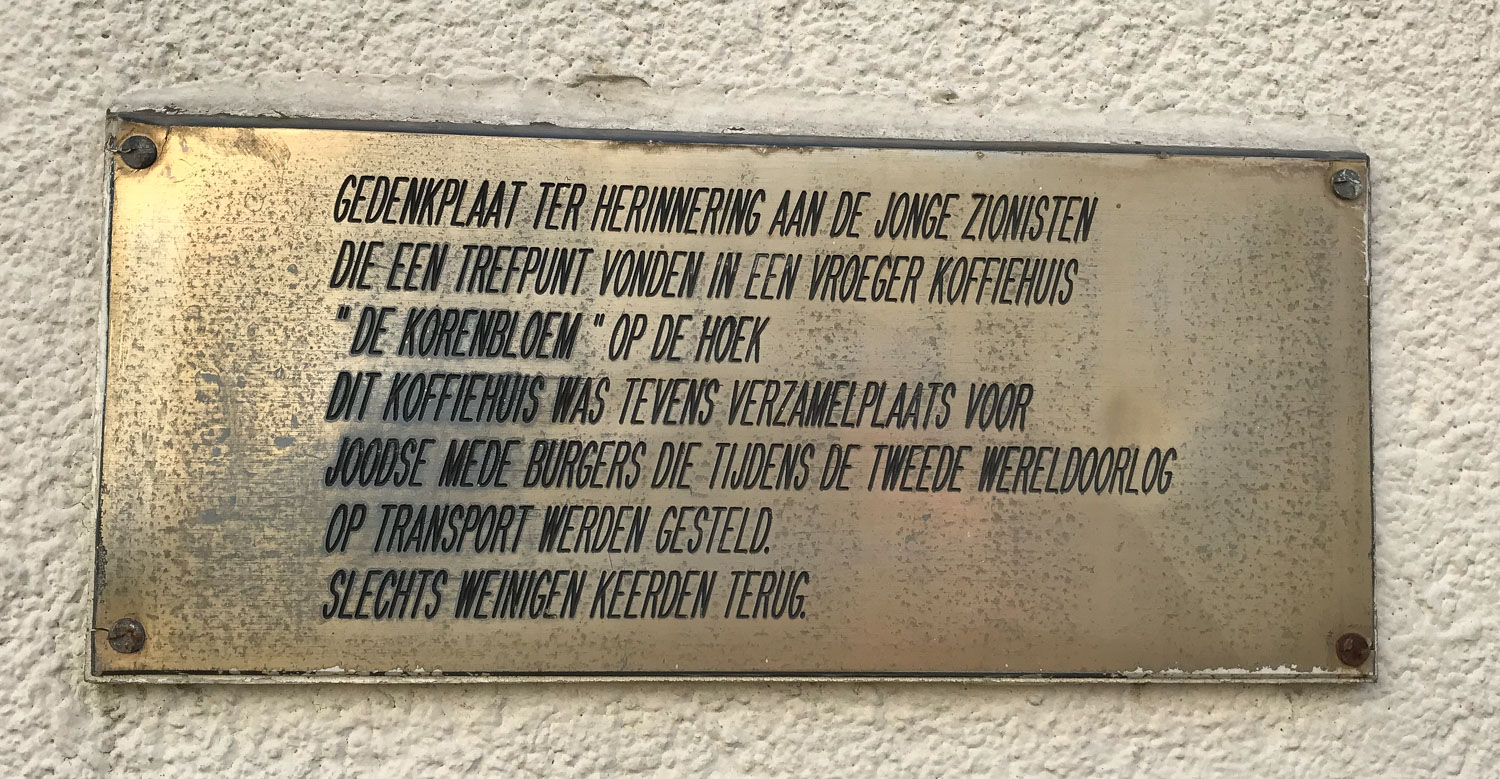 GEDENKPLAAT TER HERINNERING AAN DE JONGE ZIONISTEN
DIE EEN TREFPUNT VONDEN IN EEN VROEGER KOFFIEHUIS
"DE KORENBLOEM" OP DE HOEK
DIT KOFFIEHUIS WAS TEVENS VERZAMELPLAATS VOOR
JOODSE MEDE BURGERS DIE TIJDENS DE TWEEDE WERELDOORLOG
OP TRANSPORT WERDEN GESTELD.
SLECHTS WEINIGEN KEERDEN TERUG.